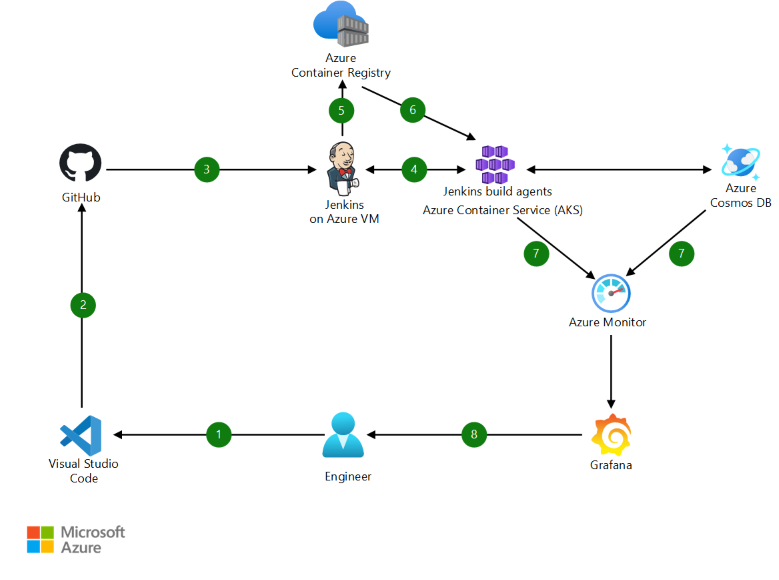 Azure
Container Registry
5
6
3
4
GitHub
Jenkins
on Azure VM
Jenkins build agents
Azure Container Service (AKS)
Azure
Cosmos DB
7
7
2
Azure Monitor
1
8
Visual Studio
Code
Engineer
Grafana
Microsoft
Azure